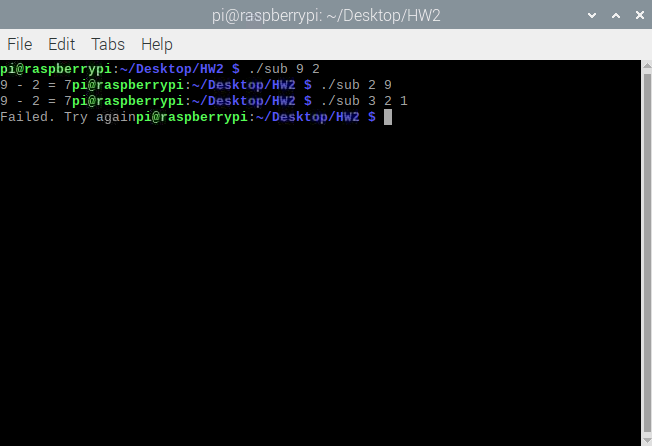 pi@raspberrypi: ~/Desktop/HW2
File Edit Tabs Help
pi@raspberrypi:~/Desktop/HW2 $ ./sub 9 2
9 - 2 = 7pi@raspberrypi:~/Desktop/HW2 $ ./sub 2 9
9 - 2 = 7pi@raspberrypi:~/Desktop/HW2 $ ./sub 3 2 1
Failed. Try againpi@raspberrypi:~/Desktop/HW2 $